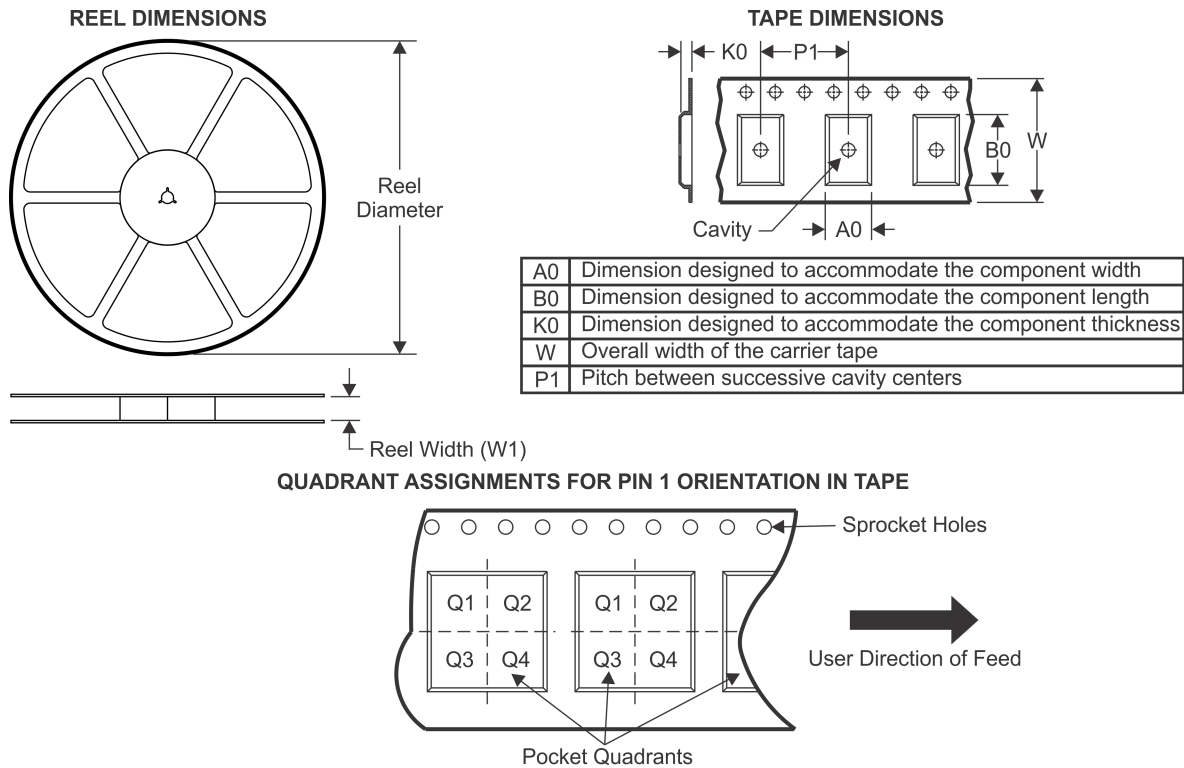 REEL DIMENSIONS
Reel
Diameter
Reel Width (W1)
TAPE DIMENSIONS
K0
P1
B0
W
Cavity
A0
A0 Dimension designed to accommodate the component width
B0 Dimension designed to accommodate the component length
K0 Dimension designed to accommodate the component thickness
W Overall width of the carrier tape
P1 Pitch between successive cavity centers
QUADRANT ASSIGNMENTS FOR PIN 1 ORIENTATION IN TAPE
Sprocket Holes
Q1 Q2 Q1 Q2
Q3 Q4 Q3 Q4
User Direction of Feed
Pocket Quadrants